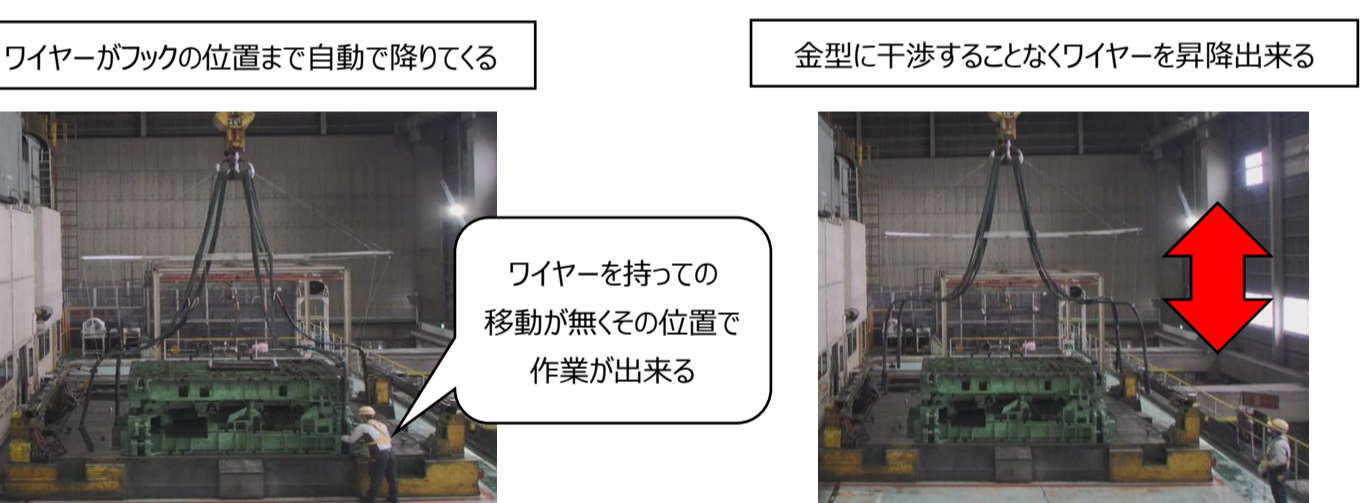 ワイヤーがフックの位置まで自動で降りてくる
金型に干渉することなくワイヤーを昇降出来る
ワイヤーを持っての
移動が無くその位置で
作業が出来る